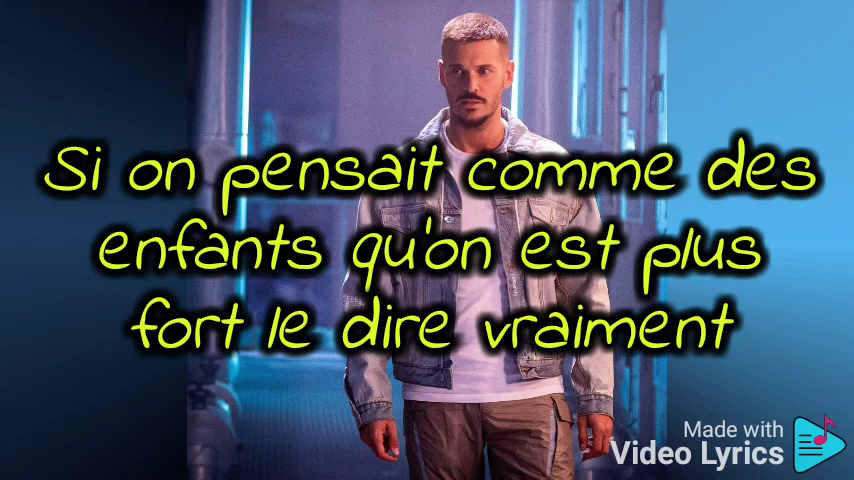 Si on pensait comme des
enfants qu'on est plus
fort le dire vraiment
Made with
Video Lyrics